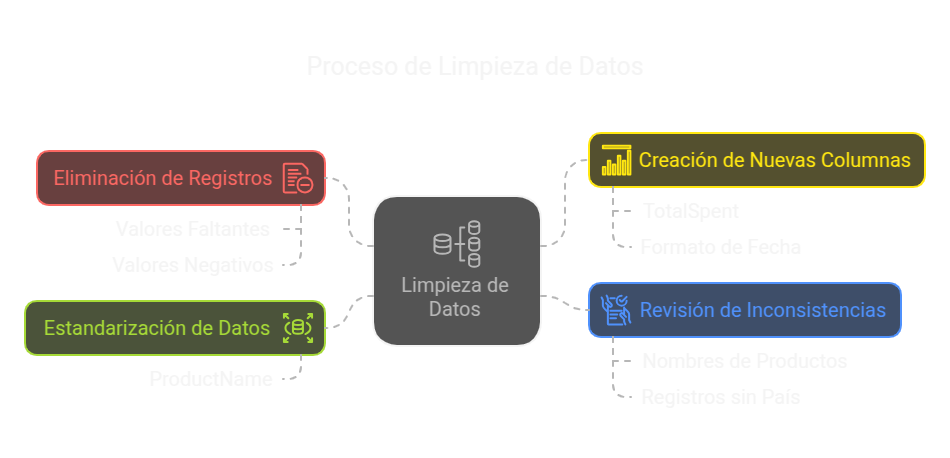 Proceso de Limpieza de Datos
Eliminación de Registros
Valores Faltantes
Valores Negativos
Estandarización de Datos
ProductName
Limpieza de
Datos
Creación de Nuevas Columnas
TotalSpent
Formato de Fecha
Revisión de Inconsistencias
Nombres de Productos
Registros sin País